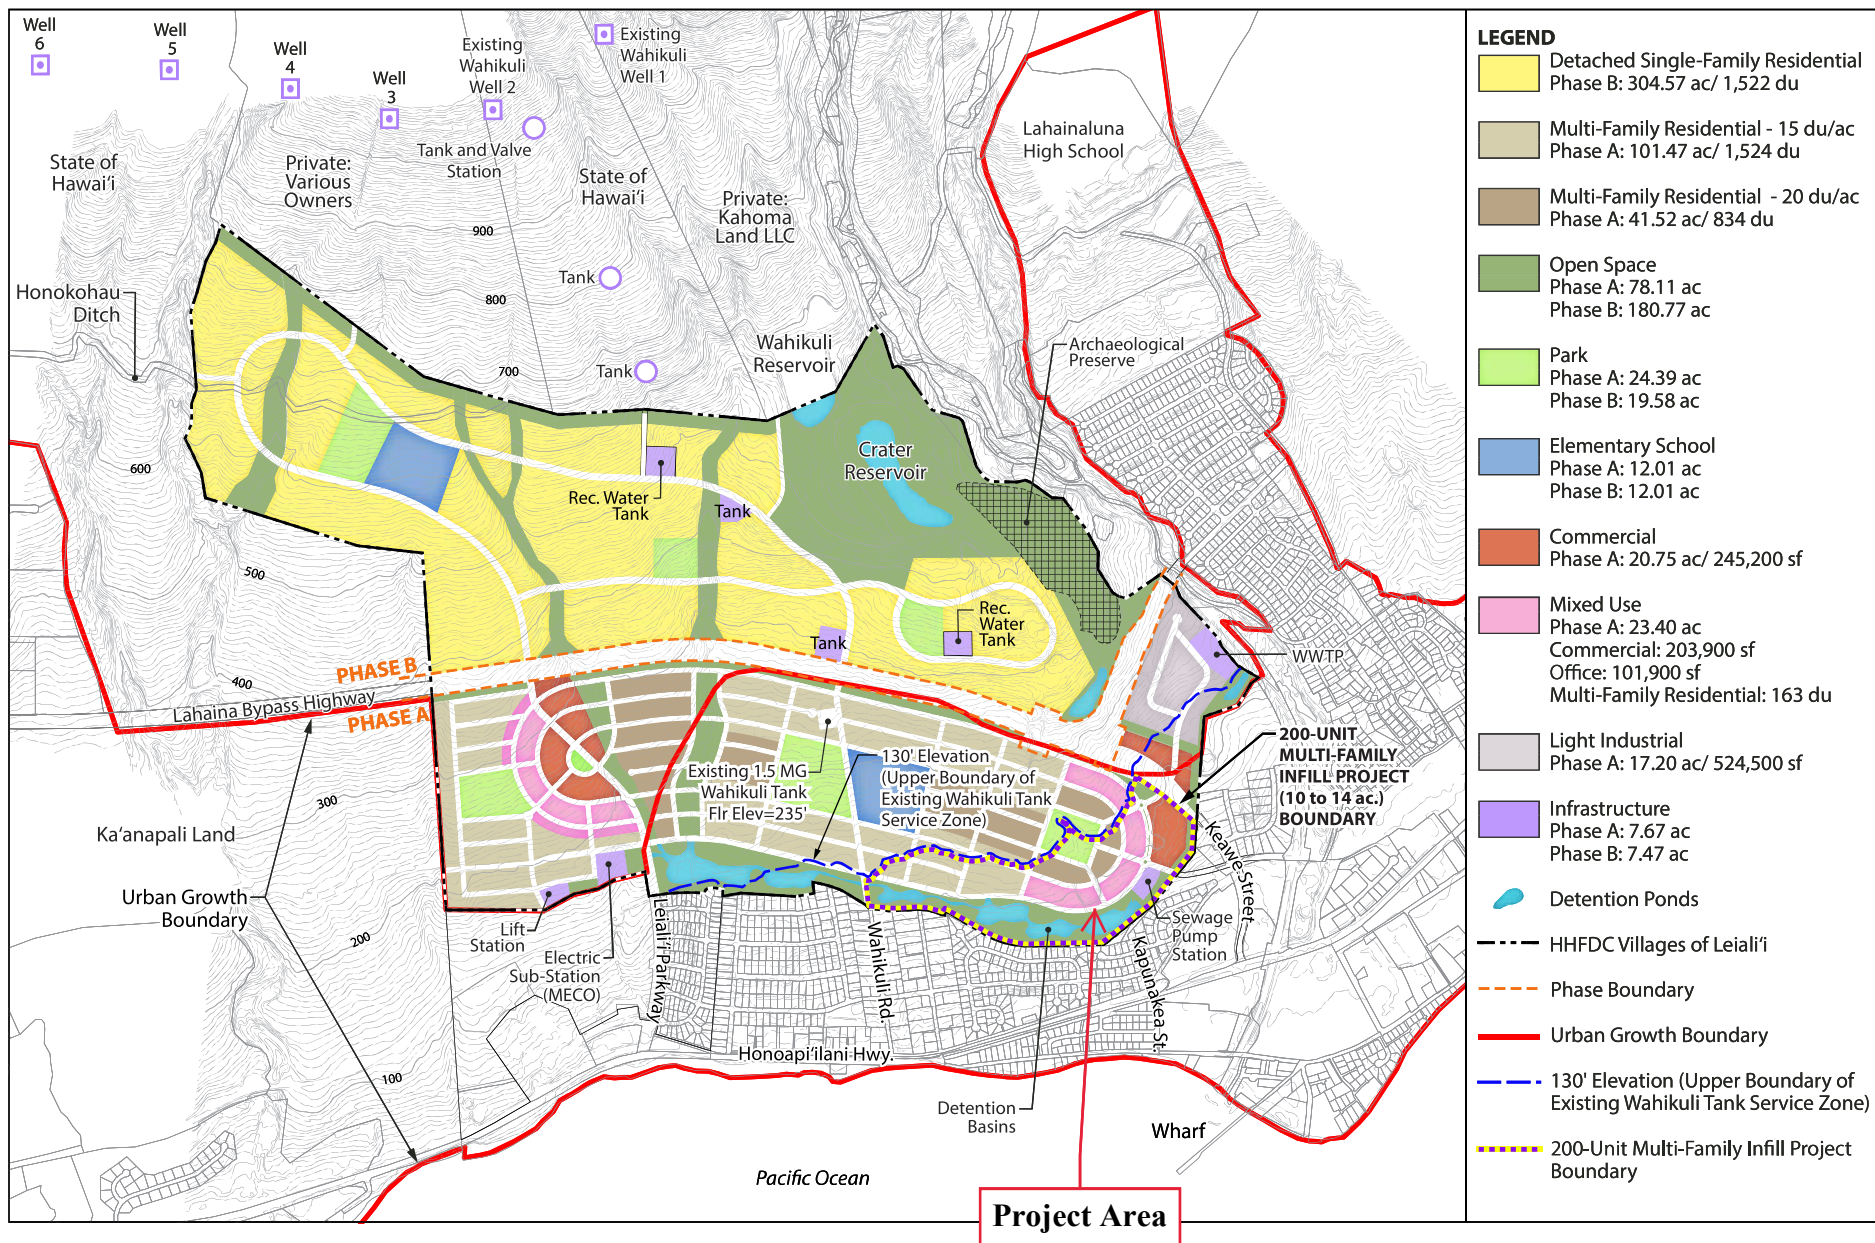 Well
6
Well
5
Well
4
Well
3
Existing
Wahikuli
Well 2
Existing
Wahikuli
Well 1
Tank and Valve
Station
State of
Hawai‘i
Private:
Various
Owners
State of
Hawai‘i
Private:
Kahoma
Land LLC
Lahainaluna
High School
900
800
700
600
500
400
300
200
100
Tank
Tank
Honokohau
Ditch
Wahikuli
Reservoir
Archaeological
Preserve
Crater
Reservoir
Rec. Water
Tank
Tank
Rec.
Water
Tank
Tank
WWTP
PHASE B
Lahaina Bypass Highway
PHASE A
Existing 1.5 MG
Wahikuli Tank
Flr Elev=235'
130' Elevation
(Upper Boundary of
Existing Wahikuli Tank
Service Zone)
200-UNIT
MULTI-FAMILY
INFILL PROJECT
(10 to 14 ac.)
BOUNDARY
Ka‘anapali Land
Urban Growth
Boundary
Lift
Station
Electric
Sub-Station
(MECO)
Leiali‘i Parkway
Wahikuli Rd.
Kapunakea St.
Keawe Street
Sewage
Pump
Station
Honoapi‘ilani Hwy.
Detention
Basins
Wharf
Pacific Ocean
Project Area
LEGEND
Detached Single-Family Residential
Phase B: 304.57 ac/ 1,522 du
Multi-Family Residential - 15 du/ac
Phase A: 101.47 ac/ 1,524 du
Multi-Family Residential - 20 du/ac
Phase A: 41.52 ac/ 834 du
Open Space
Phase A: 78.11 ac
Phase B: 180.77 ac
Park
Phase A: 24.39 ac
Phase B: 19.58 ac
Elementary School
Phase A: 12.01 ac
Phase B: 12.01 ac
Commercial
Phase A: 20.75 ac/ 245,200 sf
Mixed Use
Phase A: 23.40 ac
Commercial: 203,900 sf
Office: 101,900 sf
Multi-Family Residential: 163 du
Light Industrial
Phase A: 17.20 ac/ 524,500 sf
Infrastructure
Phase A: 7.67 ac
Phase B: 7.47 ac
Detention Ponds
HHFDC Villages of Leiali‘i
Phase Boundary
Urban Growth Boundary
130' Elevation (Upper Boundary of
Existing Wahikuli Tank Service Zone)
200-Unit Multi-Family Infill Project
Boundary